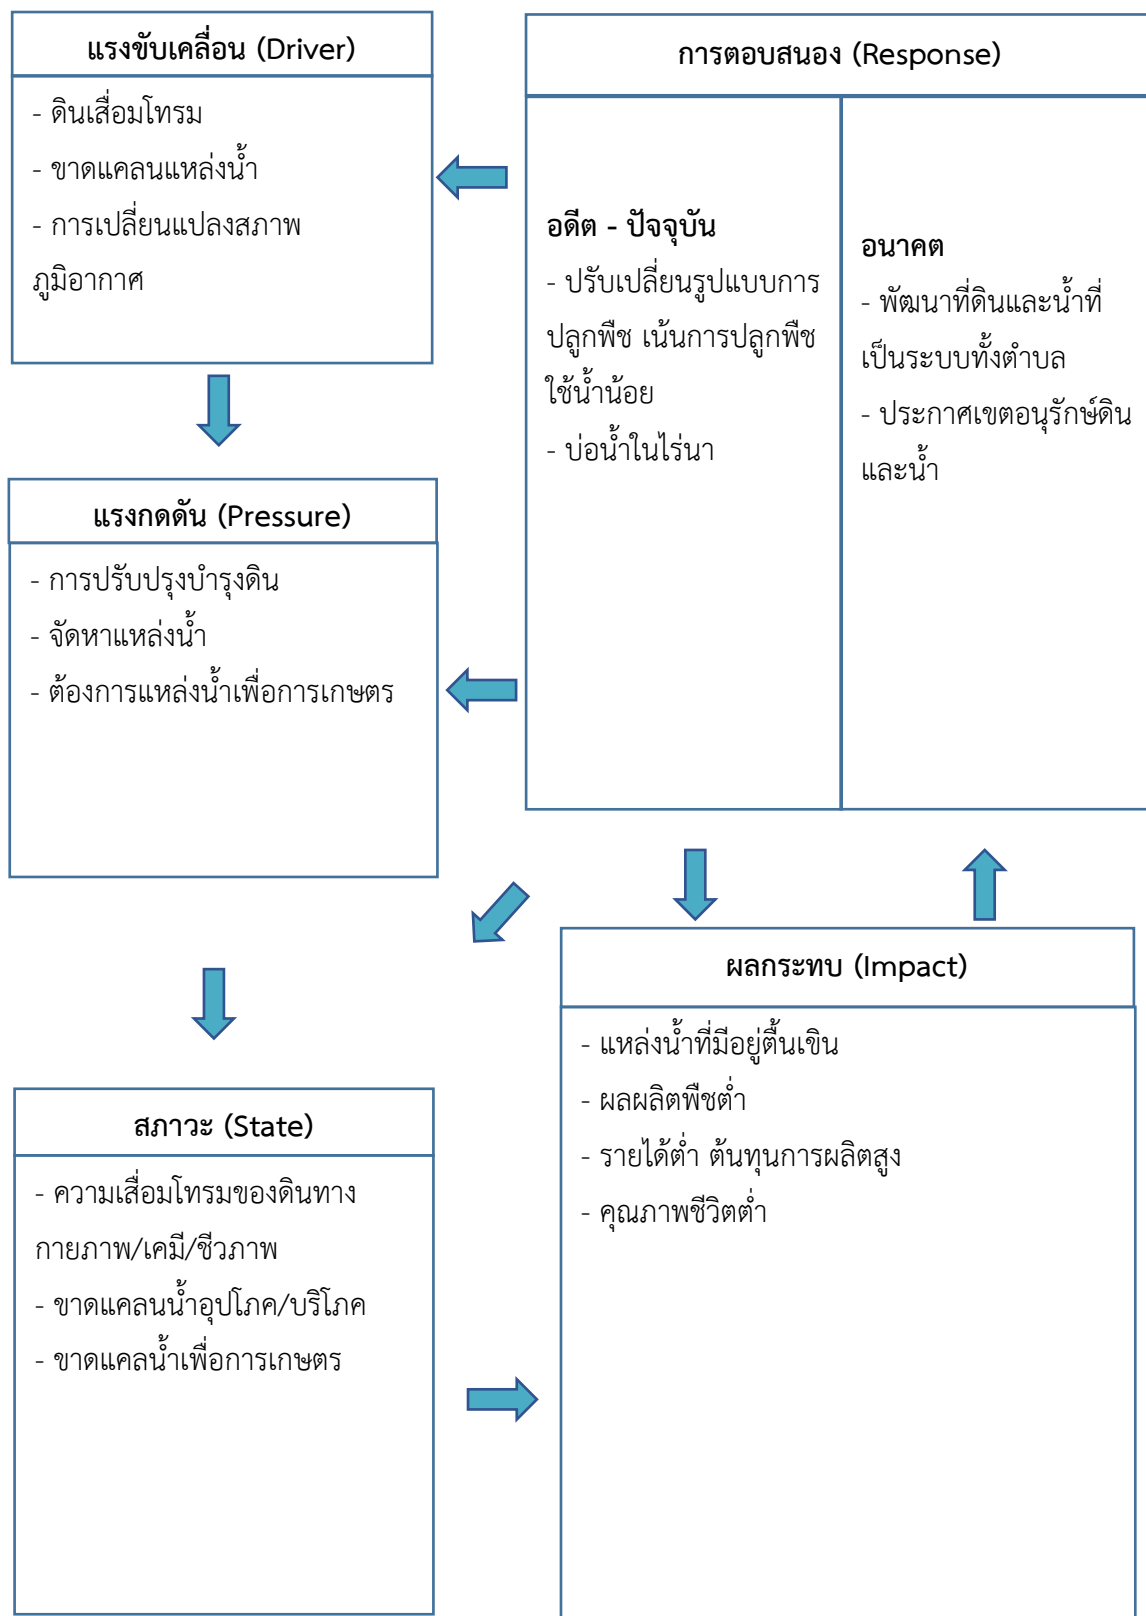 แรงขับเคลื่อน (Driver)
- ดินเสื่อมโทรม
- ขาดแคลนแหล่งน้ำ
- การเปลี่ยนแปลงสภาพ
ภูมิอากาศ
การตอบสนอง (Response)
อดีต - ปัจจุบัน
- ปรับเปลี่ยนรูปแบบการ
ปลูกพืช เน้นการปลูกพืช
ใช้น้ำน้อย
- บ่อน้ำในไร่นา
อนาคต
- พัฒนาที่ดินและน้ำที่
เป็นระบบทั้งตำบล
- ประกาศเขตอนุรักษ์ดิน
และน้ำ
แรงกดดัน (Pressure)
- การปรับปรุงบำรุงดิน
- จัดหาแหล่งน้ำ
- ต้องการแหล่งน้ำเพื่อการเกษตร
สภาวะ (State)
- ความเสื่อมโทรมของดินทาง
กายภาพ/เคมี/ชีวภาพ
- ขาดแคลนน้ำอุปโภค/บริโภค
- ขาดแคลน้ำเพื่อการเกษตร
ผลกระทบ (Impact)
- แหล่งน้ำที่มีอยู่ตื้นเขิน
- ผลผลิตพืชต่ำ
- รายได้ต่ำ ต้นทุนการผลิตสูง
- คุณภาพชีวิตต่ำ